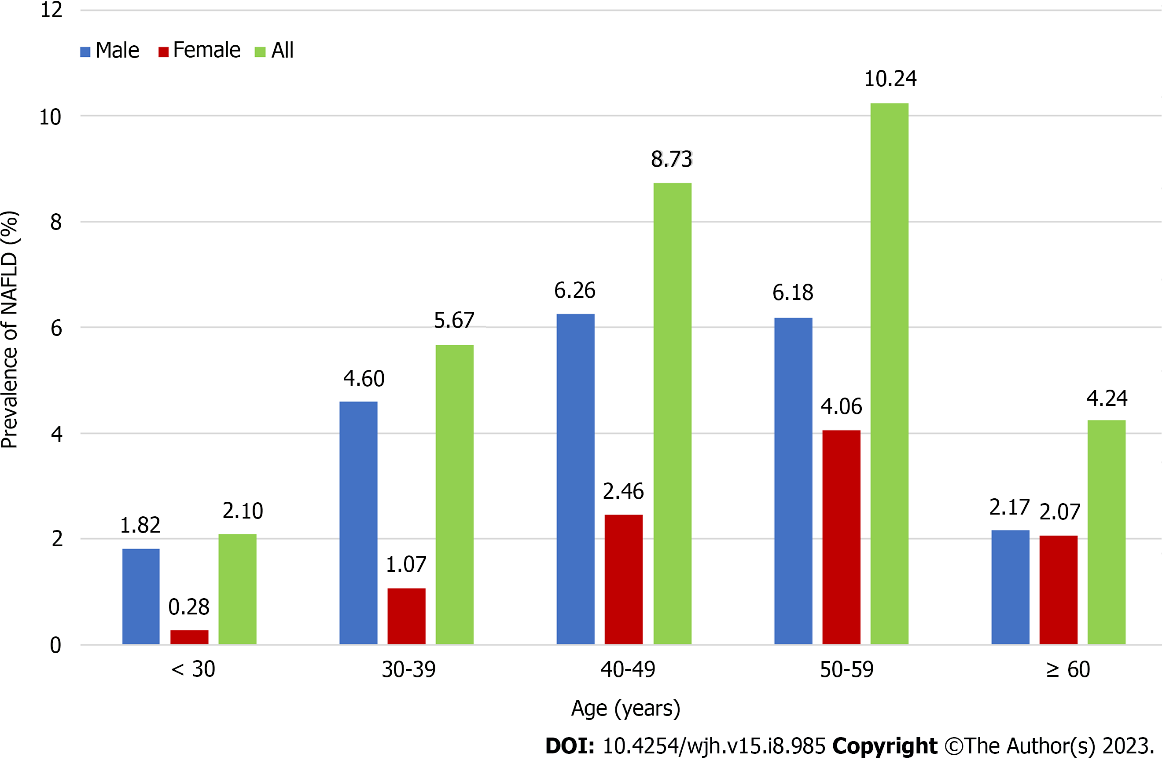 Prevalence of NAFLD (%)
12
10
8
6
4
2
0
Male Female All
1.82 0.28 2.10
4.60 1.07 5.67
6.26 2.46 8.73
6.18 4.06 10.24
2.17 2.07 4.24
< 30 30-39 40-49 50-59 ≥ 60
Age (years)
DOI: 10.4254/wjh.v15.i8.985 Copyright ©The Author(s) 2023.